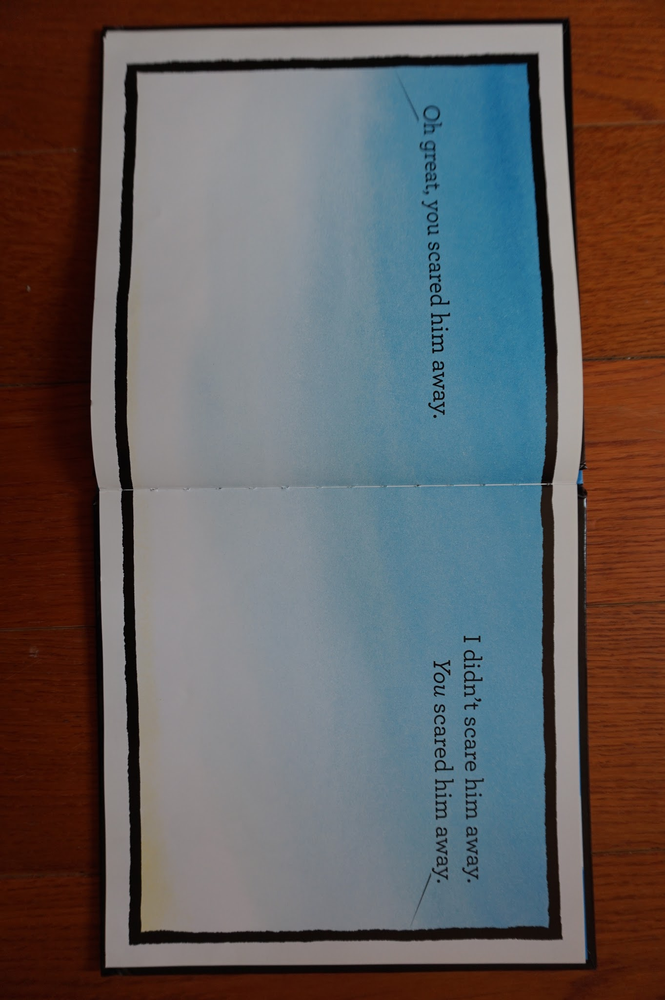 Oh great, you scared him away.
I didn’t scare him away.
You scared him away.